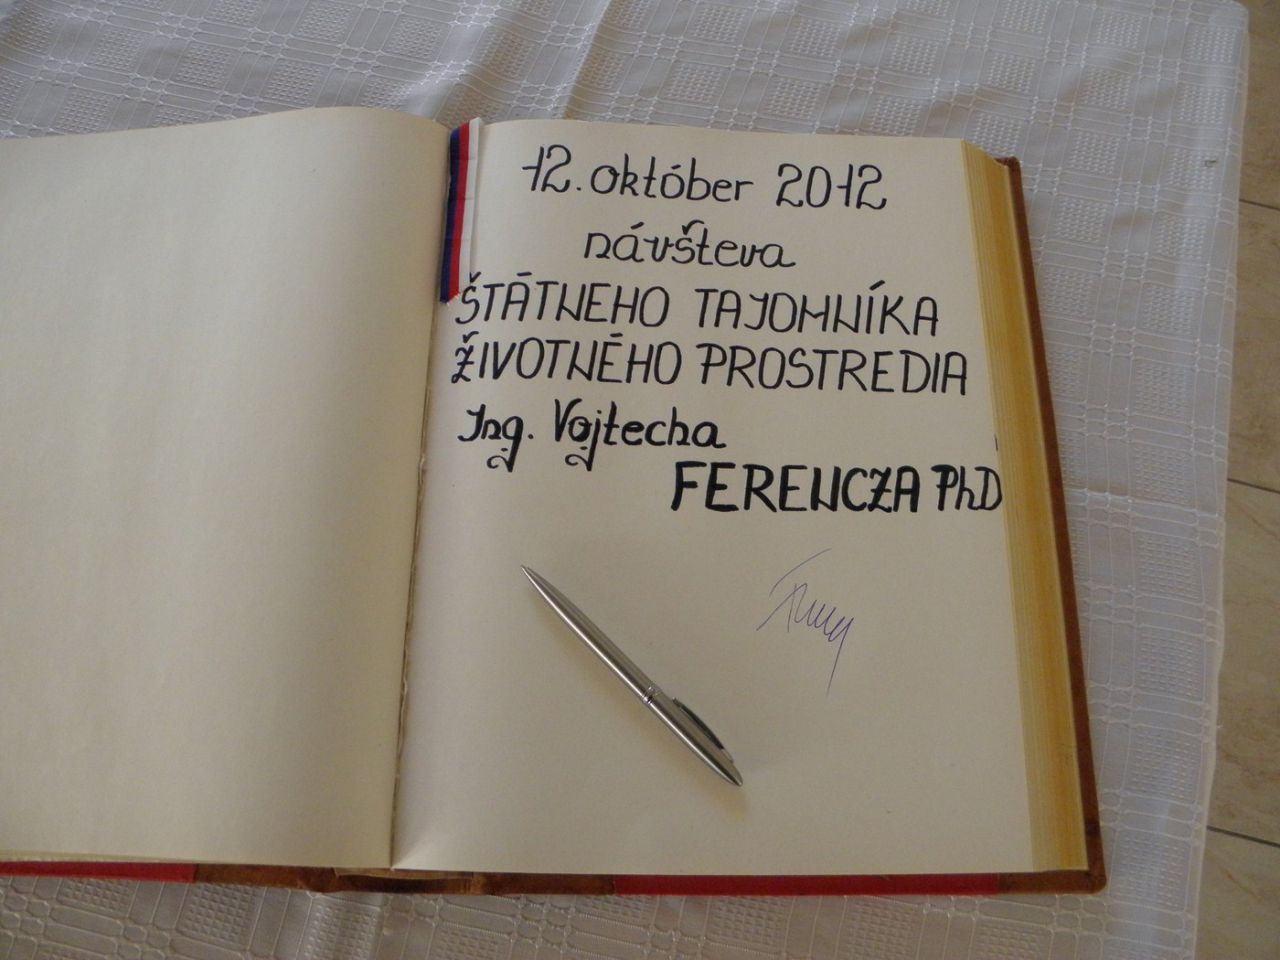 12. október 2012
návšteva
ŠTÁTNEHO TAJOMNÍKA
ŽIVOTNÉHO PROSTREDIA
Ing. Vojtecha
FERENCZA PhD